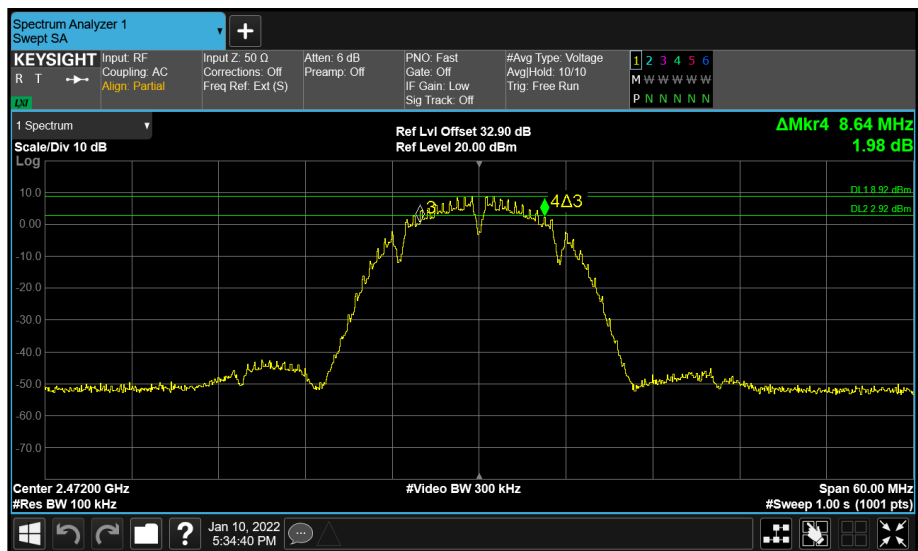 Spectrum Analyzer 1
Swept SA
+
KEYSIGHT
R T
LXI
Input: RF
Coupling: AC
Align: Partial
Input Z: 50 Ω
Corrections: Off
Freq Ref: Ext (S)
Atten: 6 dB
Preamp: Off
PNO: Fast
Gate: Off
IF Gain: Low
Sig Track: Off
#Avg Type: Voltage
Avg|Hold: 10/10
Trig: Free Run
1 2 3 4 5 6
M W W W W W
P N N N N N
1 Spectrum
Scale/Div 10 dB
Log
Ref Lvl Offset 32.90 dB
Ref Level 20.00 dBm
ΔMkr4 8.64 MHz
1.98 dB
10.0
0.00
-10.0
-20.0
-30.0
-40.0
-50.0
-60.0
-70.0
DL1 8.92 dBm
DL2 2.92 dBm
3
4Δ3
Center 2.47200 GHz
#Res BW 100 kHz
#Video BW 300 kHz
Span 60.00 MHz
#Sweep 1.00 s (1001 pts)
?
Jan 10, 2022
5:34:40 PM